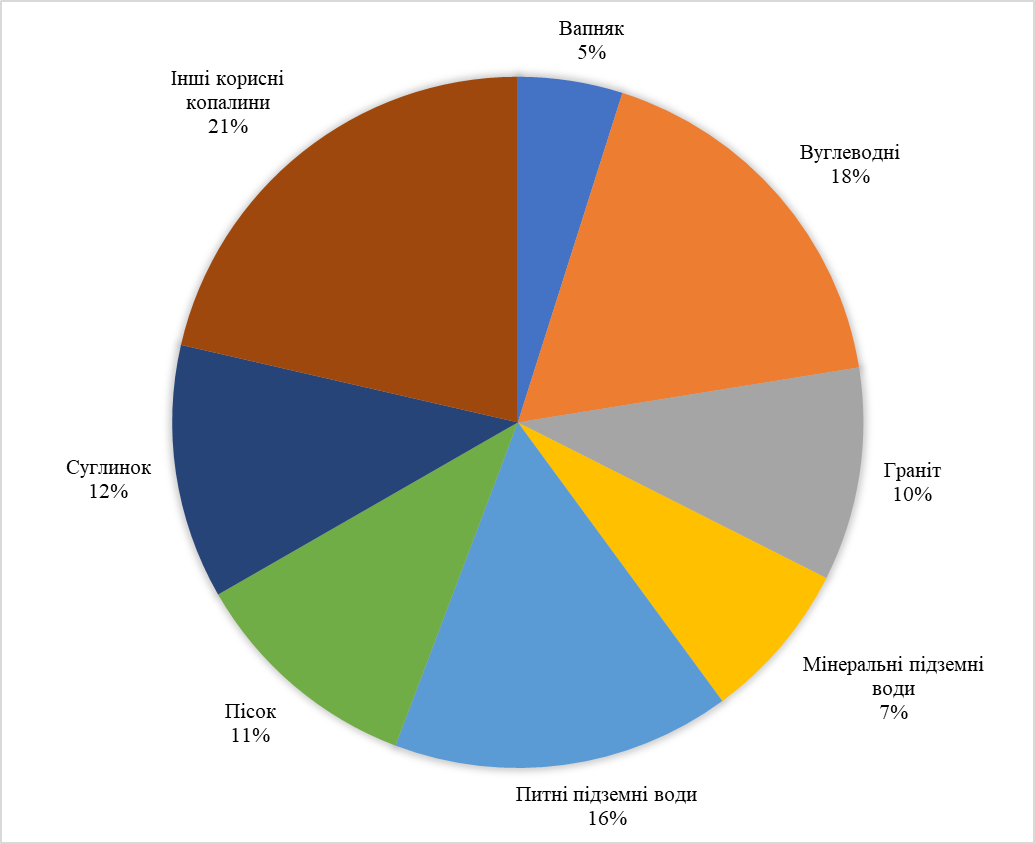 Вапняк
5%
Вуглеводні
18%
Граніт
10%
Мінеральні підземні
води
7%
Питні підземні води
16%
Пісок
11%
Суглинок
12%
Інші корисні
копалини
21%